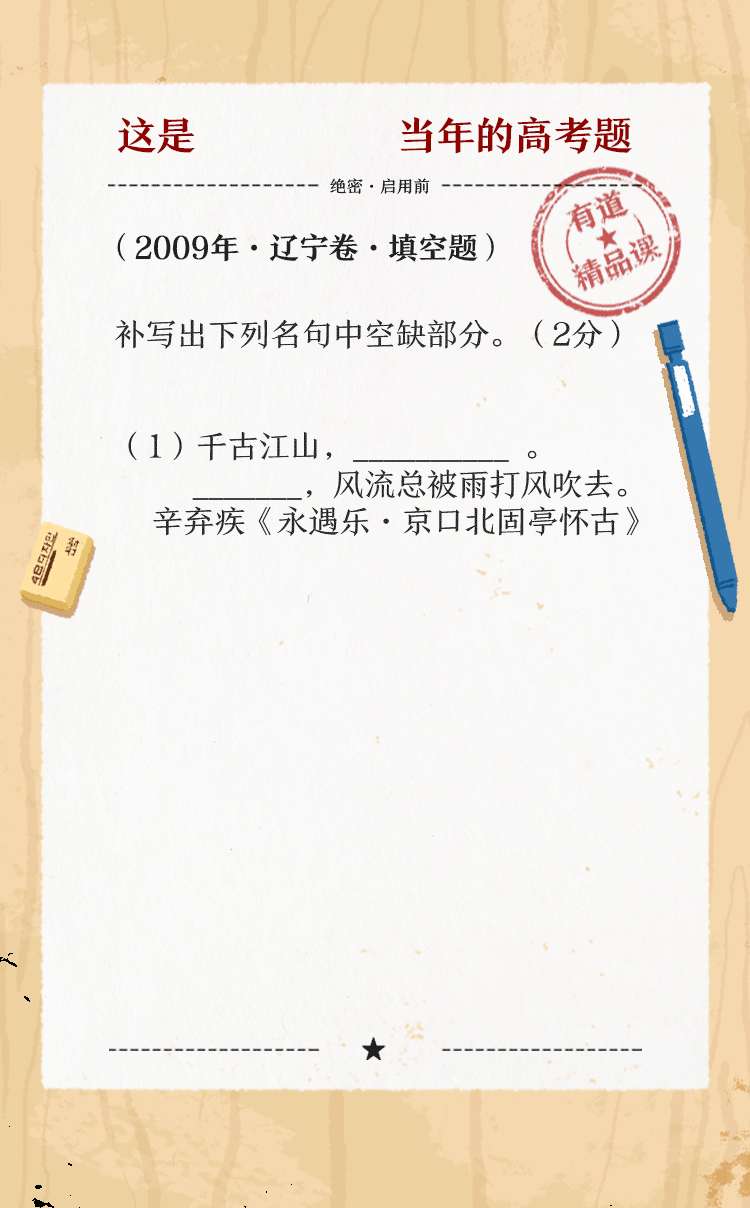 这是 当年的高考题
绝密·启用前
有道
精品课
（2009年·辽宁卷·填空题）
补写出下列名句中空缺部分。（2分）
（1）千古江山，__________ 。
_______，风流总被雨打风吹去。
辛弃疾《永遇乐·京口北固亭怀古》